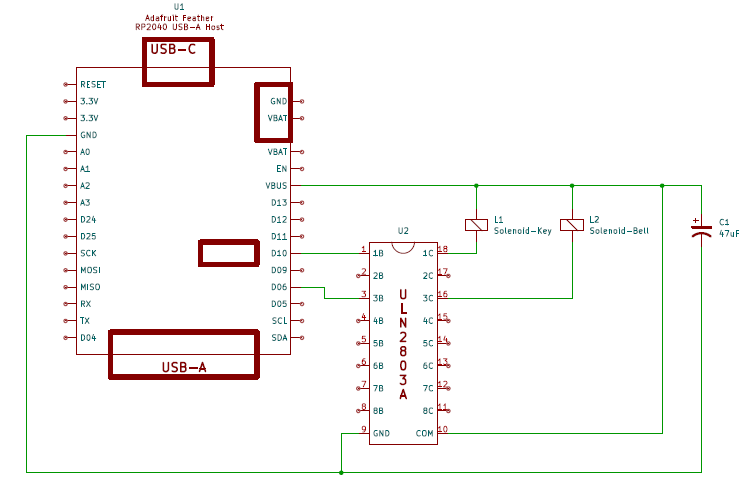 U1
Adafruit Feather
RP2040 USB-A Host
USB-C
RESET
3.3V
3.3V
GND
A0
A1
A2
A3
D24
D25
SCK
MOSI
MISO
RX
TX
D04
GND
VBAT
VBAT
EN
VBUS
D13
D12
D11
D10
D09
D06
D05
SCL
SDA
USB-A
U2
ULN2803A
1 1B
2 2B
3 3B
4 4B
5 5B
6 6B
7 7B
8 8B
9 GND
1C 18
2C 17
3C 16
4C 15
5C 14
6C 13
7C 12
8C 11
COM 10
L1
Solenoid-Key
L2
Solenoid-Bell
+
C1
47uF